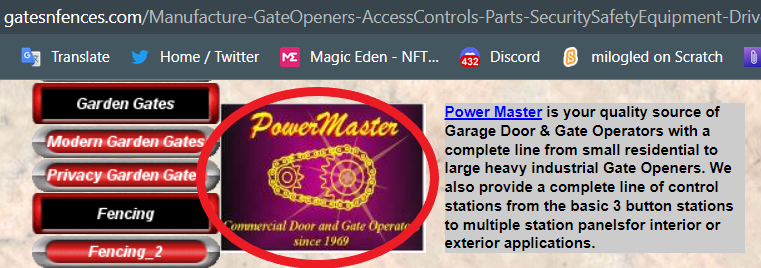 gatesnfences.com/Manufacture-GateOpeners-AccessControls-Parts-SecuritySafetyEquipment-Driv
Translate
Home / Twitter
Magic Eden - NFT...
432
Discord
milogled on Scratch
Garden Gates
Modern Garden Gates
Privacy Garden Gate
Fencing
Fencing_2
PowerMaster
Commercial Door and Gate Operator
since 1969
Power Master is your quality source of
Garage Door & Gate Operators with a
complete line from small residential to
large heavy industrial Gate Openers. We
also provide a complete line of control
stations from the basic 3 button stations
to multiple station panelsfor interior or
exterior applications.